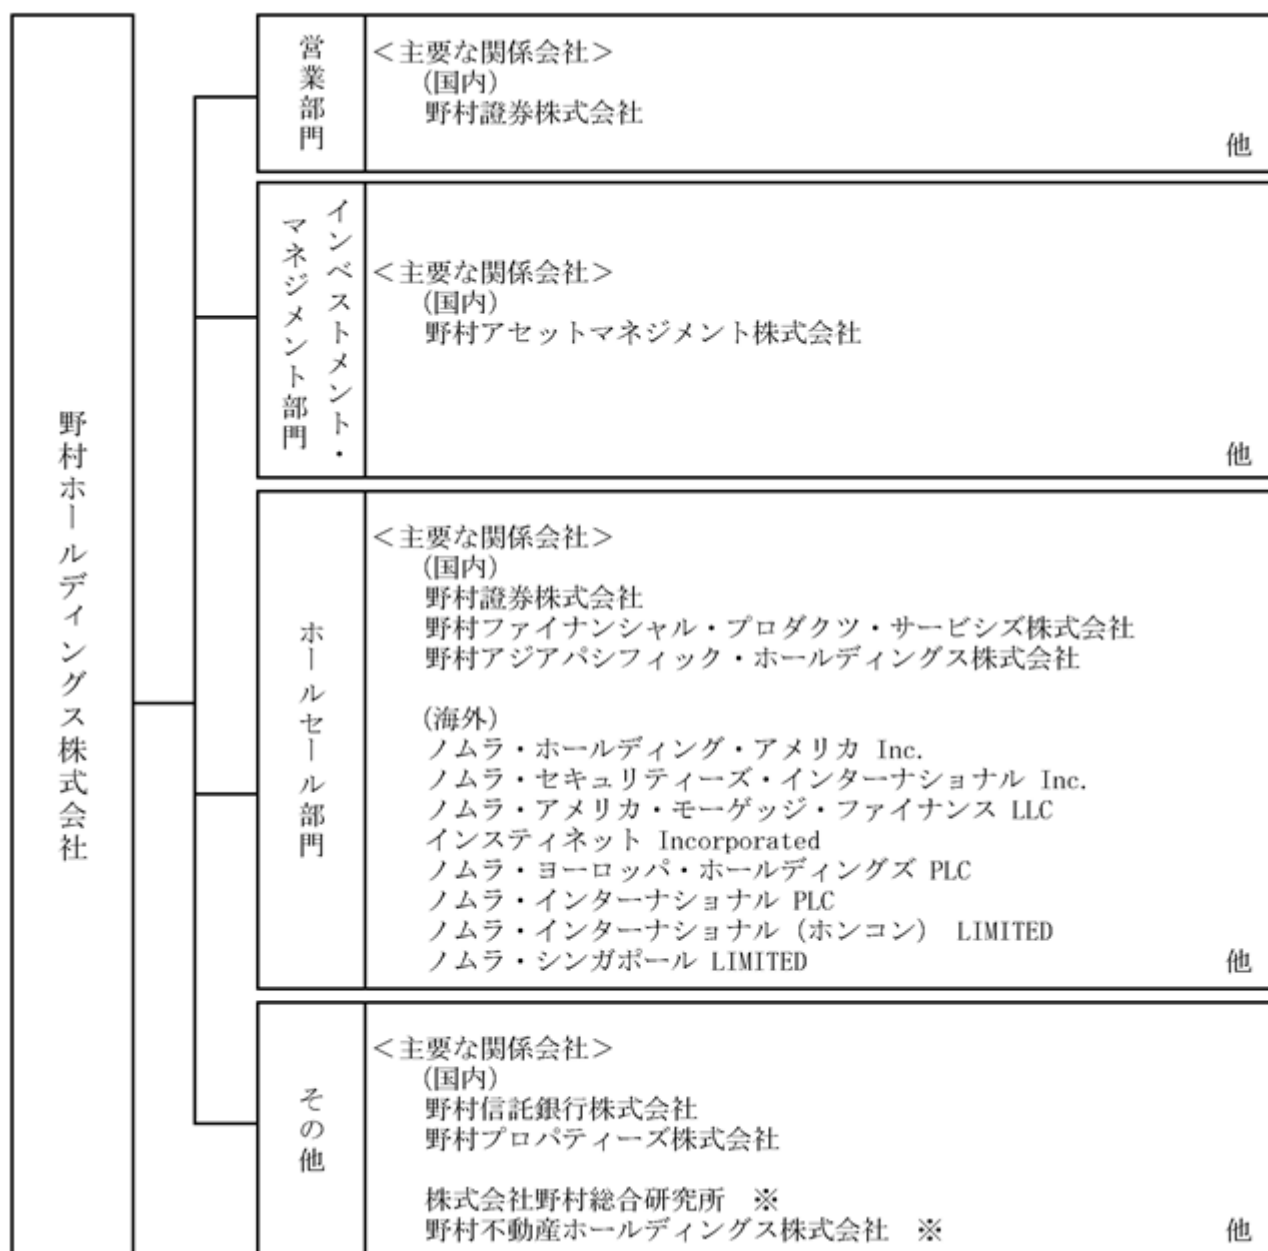 野村ホールディングス株式会社
営業部門
＜主要な関係会社＞
(国内)
野村證券株式会社
他
インベストメント・
マネジメント部門
＜主要な関係会社＞
(国内)
野村アセットマネジメント株式会社
他
ホールセール部門
＜主要な関係会社＞
(国内)
野村證券株式会社
野村ファイナンシャル・プロダクツ・サービシズ株式会社
野村アジアパシフィック・ホールディングス株式会社
(海外)
ノムラ・ホールディング・アメリカ Inc.
ノムラ・セキュリティーズ・インターナショナル Inc.
ノムラ・アメリカ・モーゲッジ・ファイナンス LLC
インスティネット Incorporated
ノムラ・ヨーロッパ・ホールディングズ PLC
ノムラ・インターナショナル PLC
ノムラ・インターナショナル (ホンコン) LIMITED
ノムラ・シンガポール LIMITED 他
その他
＜主要な関係会社＞
(国内)
野村信託銀行株式会社
野村プロパティーズ株式会社
株式会社野村総合研究所 ※
野村不動産ホールディングス株式会社 ※ 他